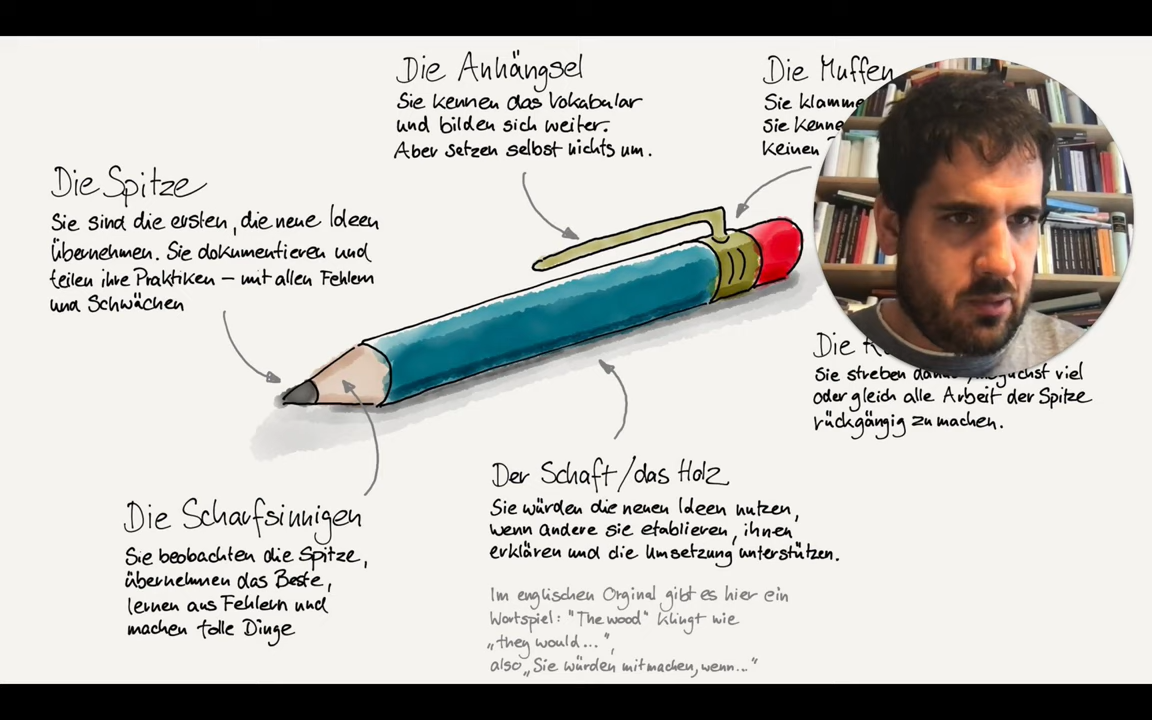 Die Anhängsel
Sie kennen das Vokabular
und bilden sich weiter.
Aber setzen selbst nichts um.
Die Muffen
Sie
Sie
keinen
Die Spitze
Sie sind die ersten, die neue Ideen
übernehmen. Sie dokumentieren und
teilen ihre Praktiken – mit allen Fehlern
und Schwächen
Die
Sie streben möglichst viel
oder gleich alle Arbeit der Spitze
rückgängig zu machen.
Die Scharfsinnigen
Sie beobachten die Spitze,
übernehmen das Beste,
lernen aus Fehlern und
machen tolle Dinge
Der Schaft/das Holz
Sie würden die neuen Ideen nutzen,
wenn andere sie etablieren, ihnen
erklären und die Umsetzung unterstützen.
Im englischen Orginal gibt es hier ein
Wortspiel: "The wood" klingt wie
„they would...",
also „Sie würden mitmachen, wenn..."